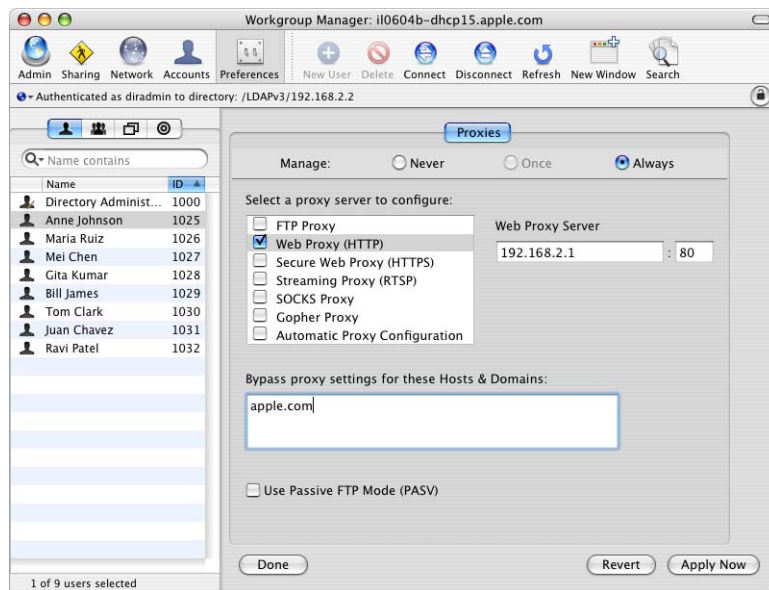 Workgroup Manager: il0604b-dhcp15.apple.com
Admin Sharing Network Accounts Preferences New User Delete Connect Disconnect Refresh New Window Search
Authenticated as diradmin to directory: /LDAPv3/192.168.2.2
Name contains
Name ID
Directory Administ... 1000
Anne Johnson 1025
Maria Ruiz 1026
Mei Chen 1027
Gita Kumar 1028
Bill James 1029
Tom Clark 1030
Juan Chavez 1031
Ravi Patel 1032
1 of 9 users selected
Proxies
Manage: Never Once Always
Select a proxy server to configure:
FTP Proxy
Web Proxy (HTTP)
Secure Web Proxy (HTTPS)
Streaming Proxy (RTSP)
SOCKS Proxy
Gopher Proxy
Automatic Proxy Configuration
Web Proxy Server
192.168.2.1 : 80
Bypass proxy settings for these Hosts & Domains:
apple.com
Use Passive FTP Mode (PASV)
Done Revert Apply Now